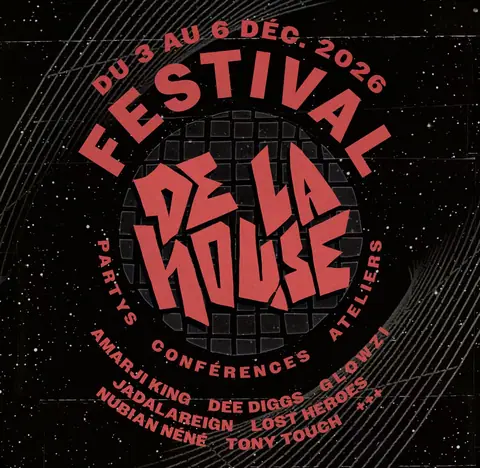 DU 3 AU 6 DÉC. 2026
FESTIVAL
DE LA
HOUSE
PARTYS CONFÉRENCES ATELIERS
AMARJI KING DEE DIGGS GLOWZI
JADALAREIGN LOST HEROES
NUBIAN NÉNÉ TONY TOUCH +++